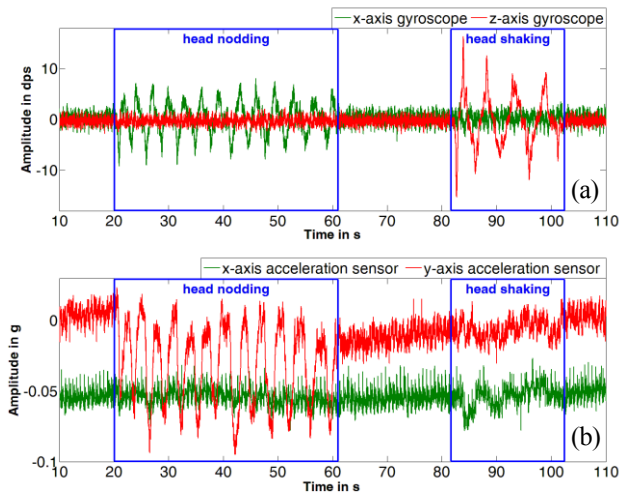 x-axis gyroscope z-axis gyroscope
head nodding head shaking
10
0
-10
Amplitude in dps
(a)
10 20 30 40 50 60 70 80 90 100 110
Time in s
x-axis acceleration sensor y-axis acceleration sensor
head nodding head shaking
0
-0.05
-0.1
Amplitude in g
(b)
10 20 30 40 50 60 70 80 90 100 110
Time in s